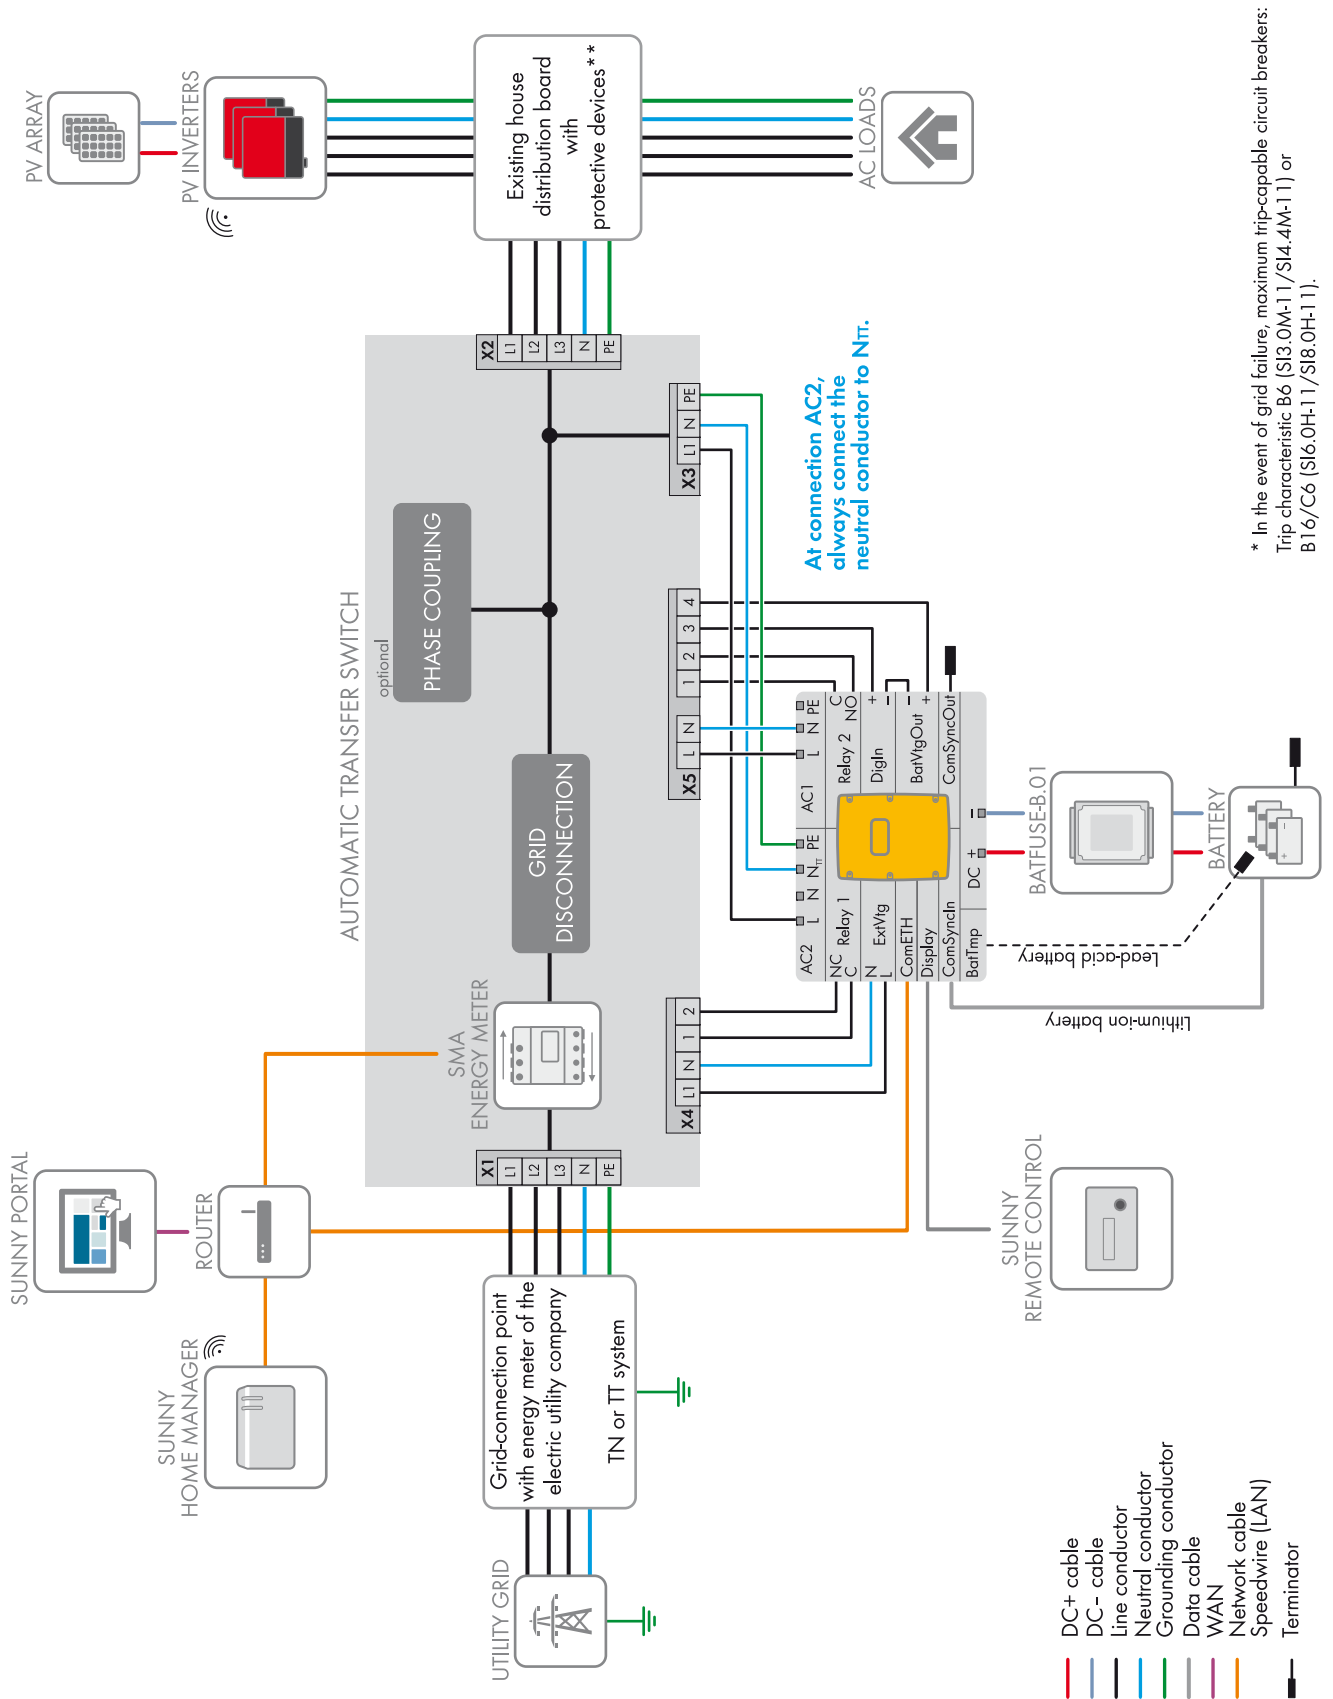 SUNNY PORTAL
PV ARRAY
SUNNY
HOME MANAGER
ROUTER
PV INVERTERS
AUTOMATIC TRANSFER SWITCH
optional
PHASE COUPLING
SMA
ENERGY METER
GRID
DISCONNECTION
UTILITY GRID
Grid-connection point
with energy meter of the
electric utility company
TN or TT system
X1
L1
L2
L3
N
PE
X2
L1
L2
L3
N
PE
Existing house
distribution board
with
protective devices**
AC LOADS
X4
L1
N
1
2
X5
L
N
1
2
3
4
X3
L1
N
PE
At connection AC2,
always connect the
neutral conductor to NTT.
AC2
L
N
NTT
PE
AC1
L
N
PE
NC
C
Relay 1
Relay 2
C
NO
N
L
ExtVtg
DigIn
+
−
ComETH
BatVtgOut
−
+
Display
ComSyncIn
ComSyncOut
BatTmp
DC
+
−
Lead-acid battery
Lithium-ion battery
SUNNY
REMOTE CONTROL
BATFUSE-B.01
BATTERY
+
−
DC+ cable
DC− cable
Line conductor
Neutral conductor
Grounding conductor
Data cable
WAN
Network cable
Speedwire (LAN)
Terminator
* In the event of grid failure, maximum trip-capable circuit breakers:
Trip characteristic B6 (SI3.0M-11/SI4.4M-11) or
B16/C6 (SI6.0H-11/SI8.0H-11).